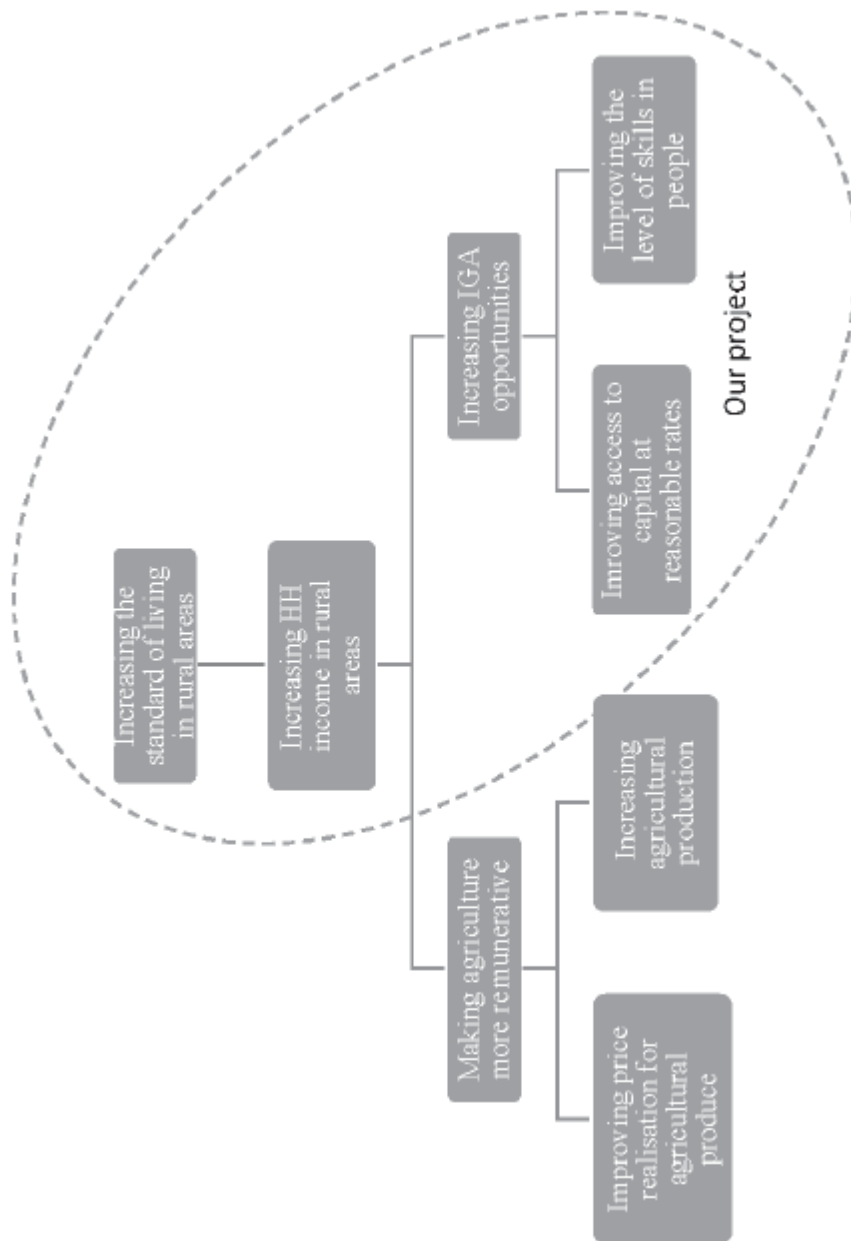 Increasing the
standard of living
in rural areas
Increasing HH
income in rural
areas
Making agriculture
more remunerative
Increasing IGA
opportunities
Improving price
realisation for
agricultural
produce
Increasing
agricultural
production
Imroving access to
capital at
reasonable rates
Improving the
level of skills in
people
Our project